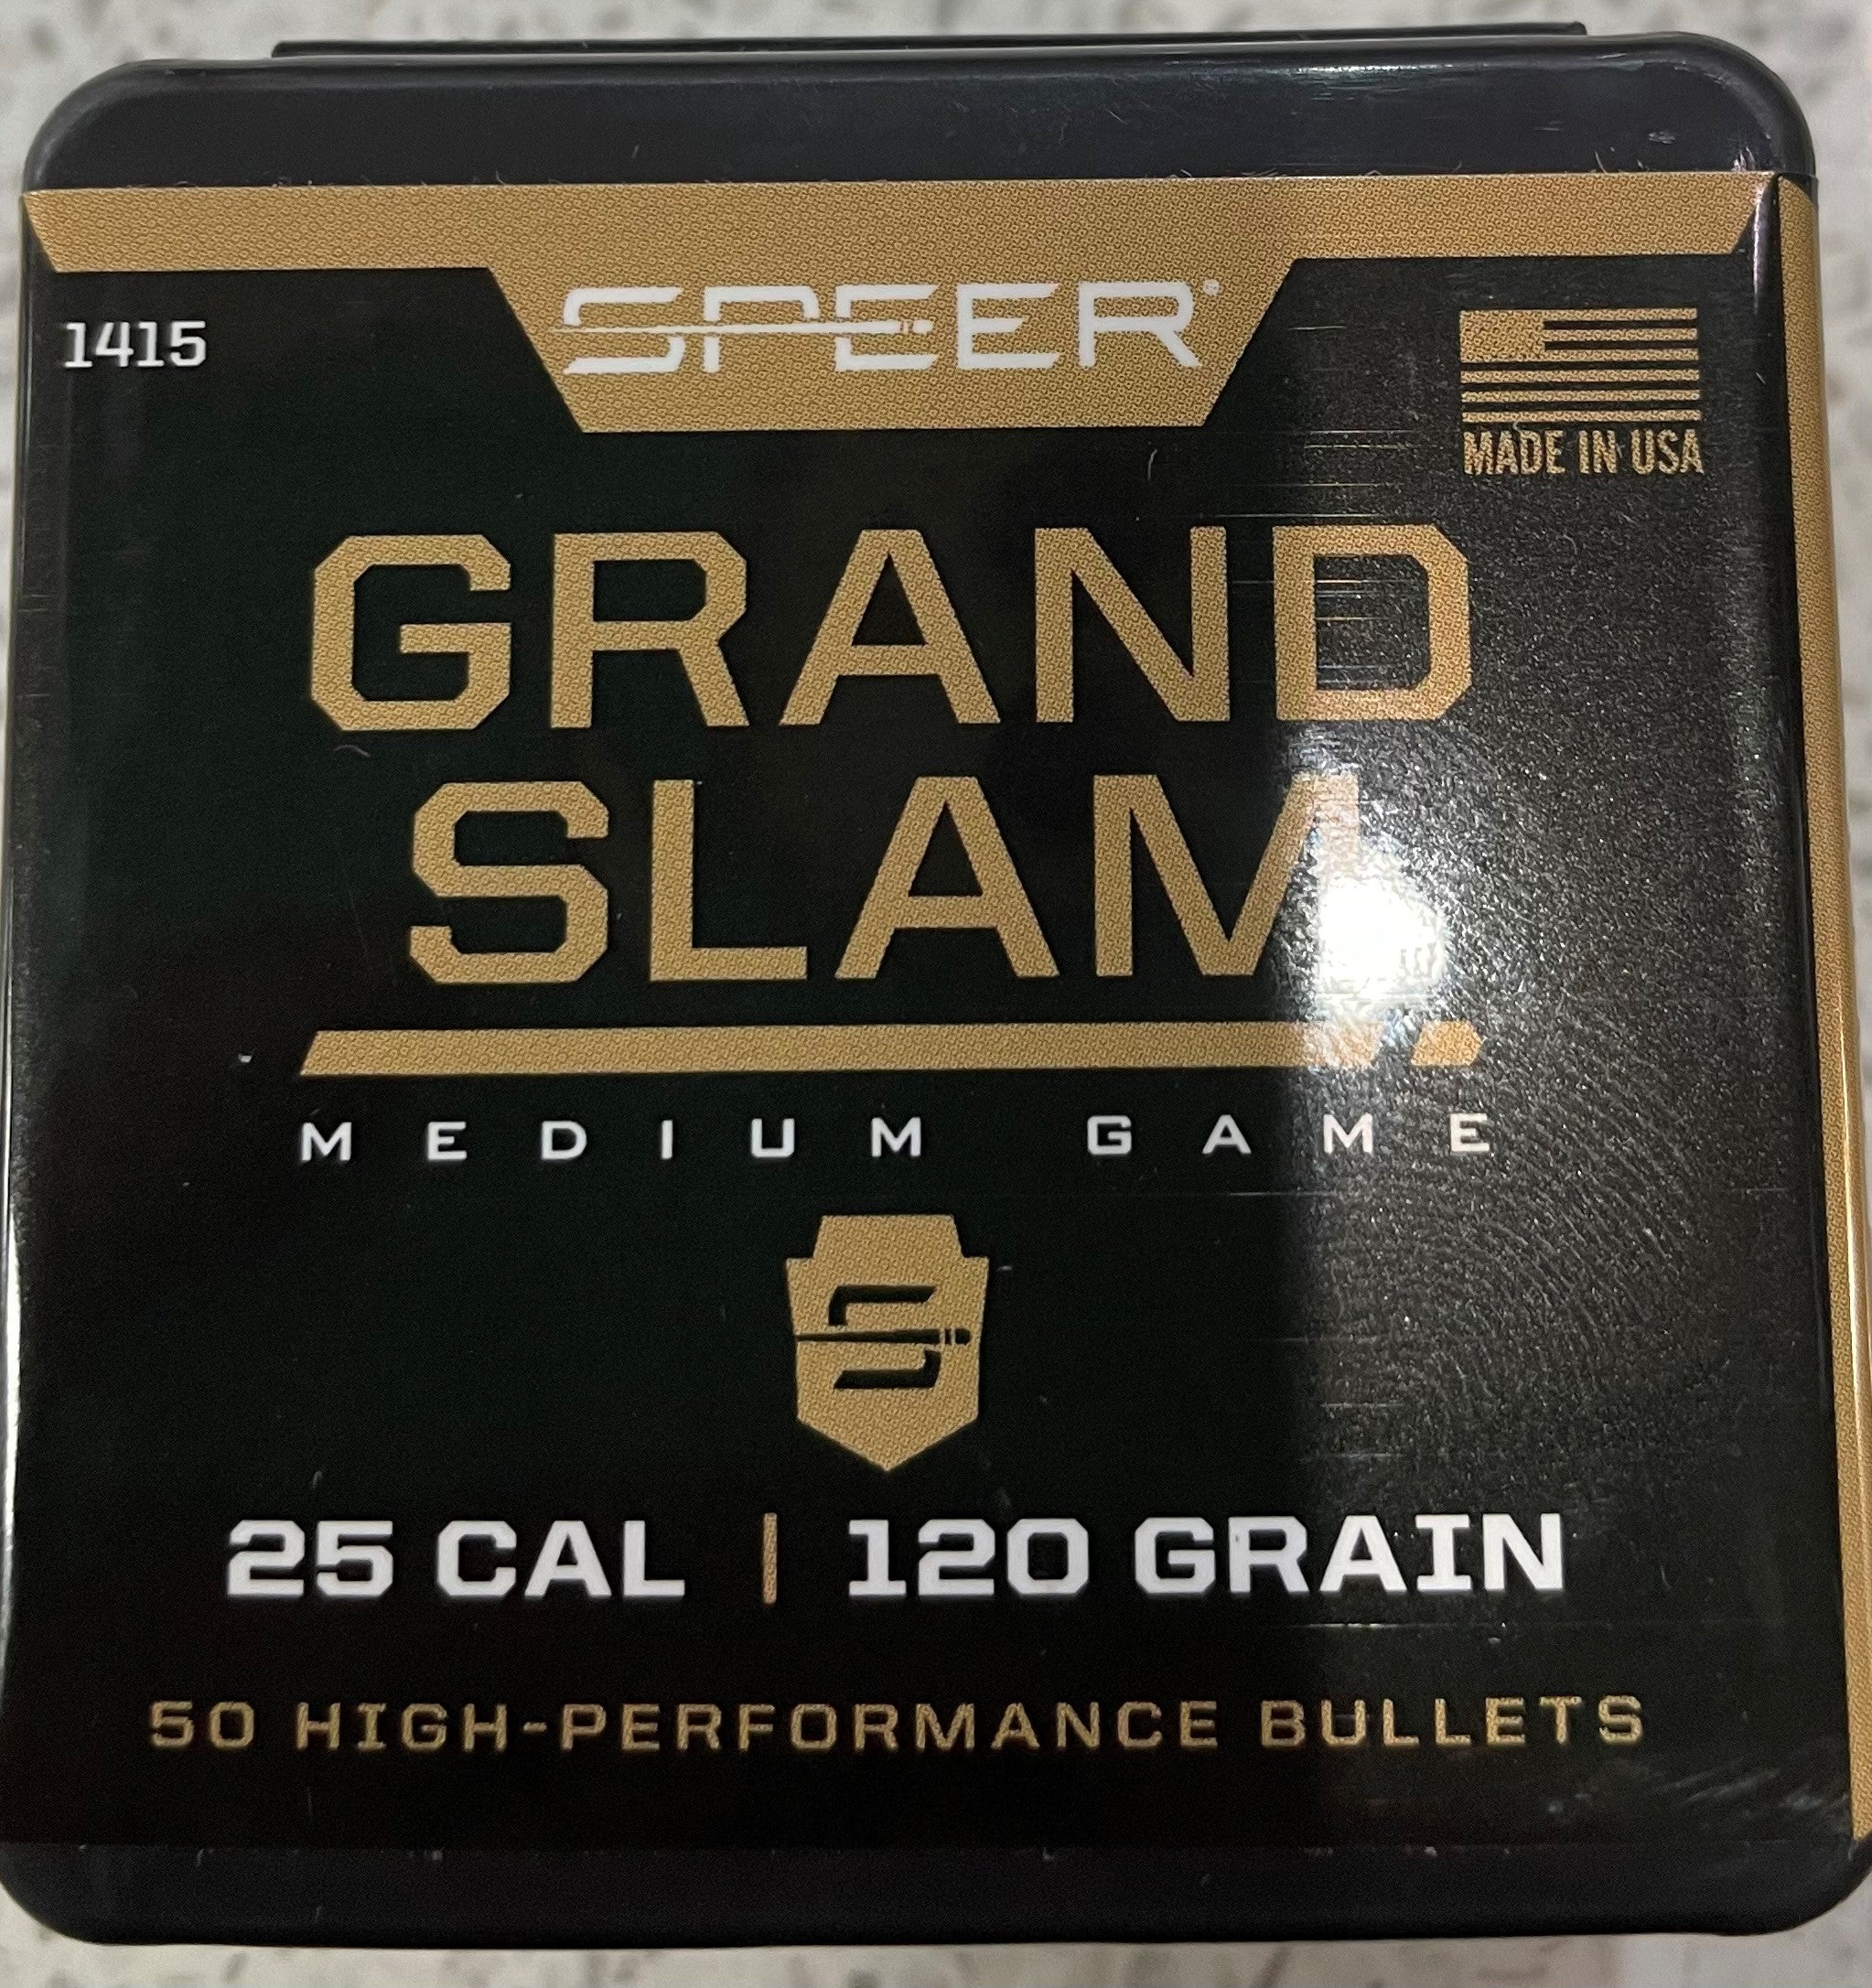 SPEER®
1415
MADE IN USA
GRAND
SLAM
MEDIUM GAME
25 CAL | 120 GRAIN
50 HIGH-PERFORMANCE BULLETS